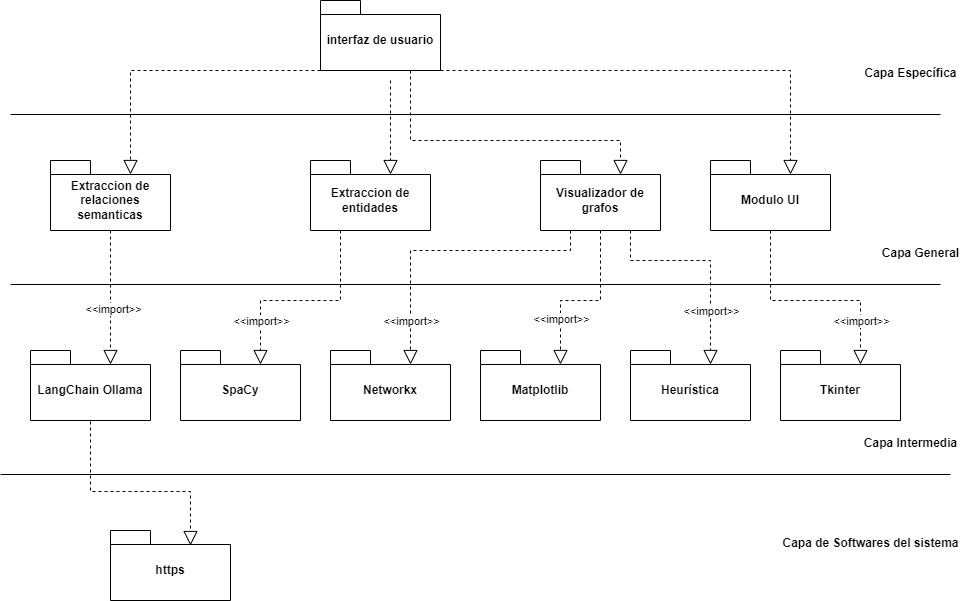 interfaz de usuario
Capa Específica
Extraccion de
relaciones
semanticas
Extraccion de
entidades
Visualizador de
grafos
Modulo UI
Capa General
<<import>>
<<import>>
<<import>>
<<import>>
<<import>>
<<import>>
LangChain Ollama
SpaCy
Networkx
Matplotlib
Heurística
Tkinter
Capa Intermedia
Capa de Softwares del sistema
https